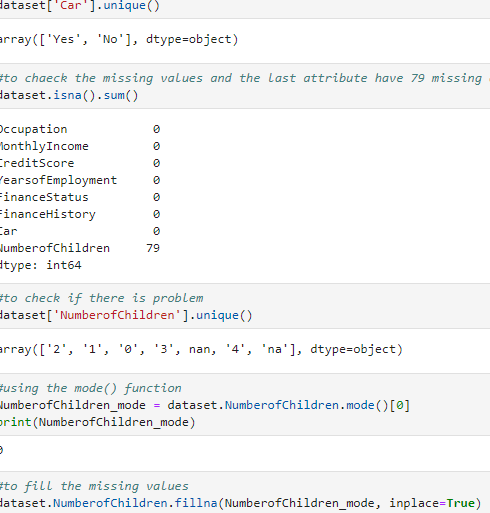 dataset['Car'].unique()
array(['Yes', 'No'], dtype=object)
#to chaeck the missing values and the last attribute have 79 missing
dataset.isna().sum()
Occupation 0
MonthlyIncome 0
CreditScore 0
YearsofEmployment 0
FinanceStatus 0
FinanceHistory 0
Car 0
NumberofChildren 79
dtype: int64
#to check if there is problem
dataset['NumberofChildren'].unique()
array(['2', '1', '0', '3', nan, '4', 'na'], dtype=object)
#using the mode() function
NumberofChildren_mode = dataset.NumberofChildren.mode()[0]
print(NumberofChildren_mode)
0
#to fill the missing values
dataset.NumberofChildren.fillna(NumberofChildren_mode, inplace=True)